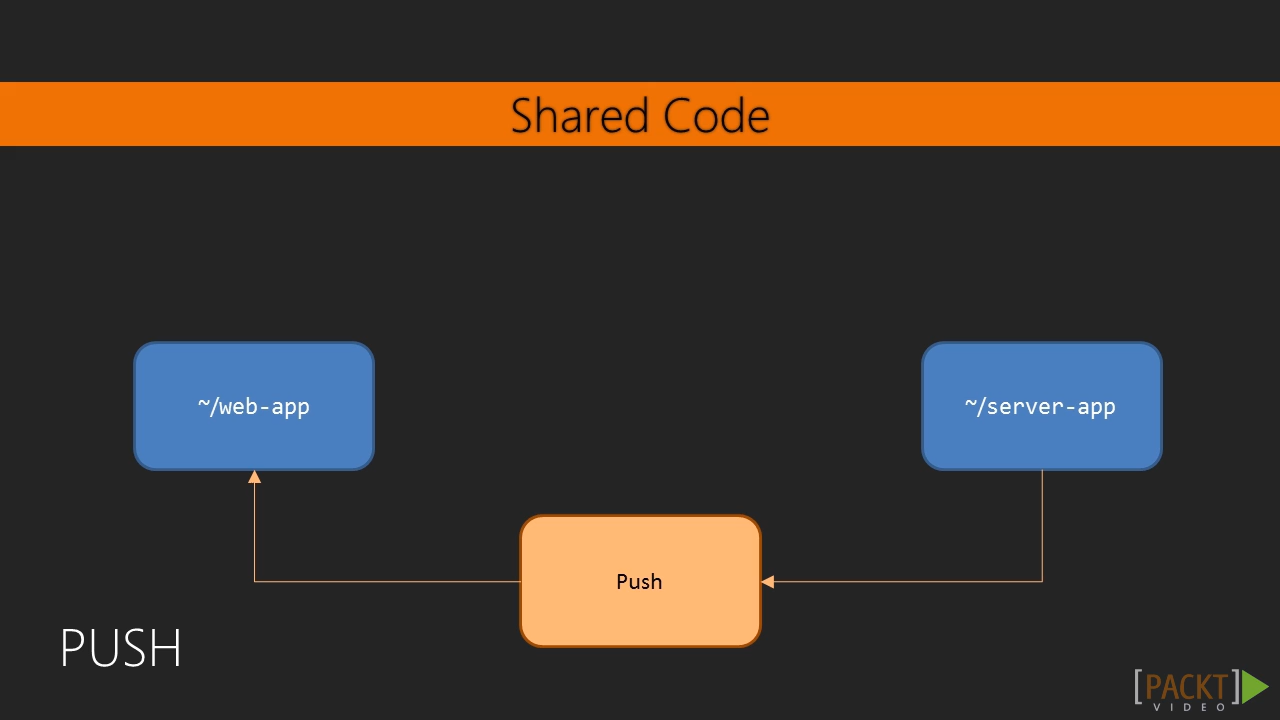 Shared Code
~/web-app
~/server-app
Push
PUSH
[PACKT]
VIDEO